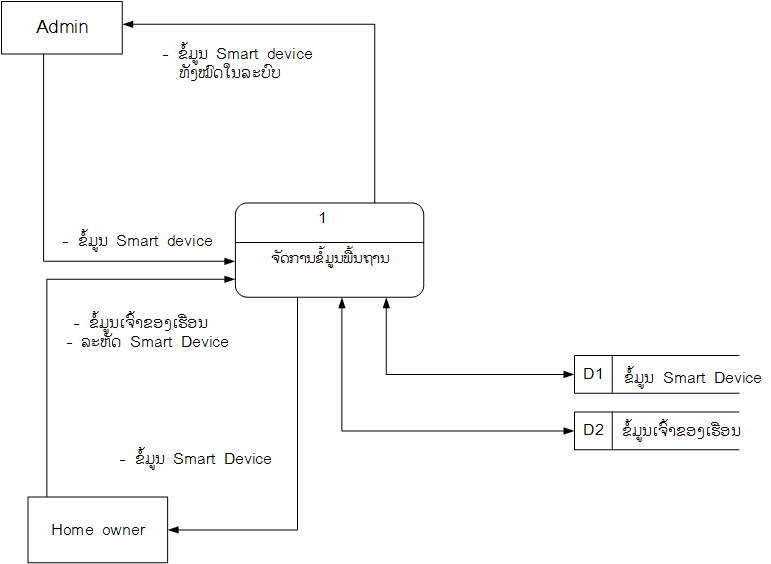 Admin
- ຂໍ້ມູນ Smart device
ທັງໝົດໃນລະບົບ
1
- ຂໍ້ມູນ Smart device
ຈັດການຂໍ້ມູນພື້ນຖານ
- ຂໍ້ມູນເຈົ້າຂອງເຮືອນ
- ລະຫັດ Smart Device
D1 ຂໍ້ມູນ Smart Device
D2 ຂໍ້ມູນເຈົ້າຂອງເຮືອນ
- ຂໍ້ມູນ Smart Device
Home owner